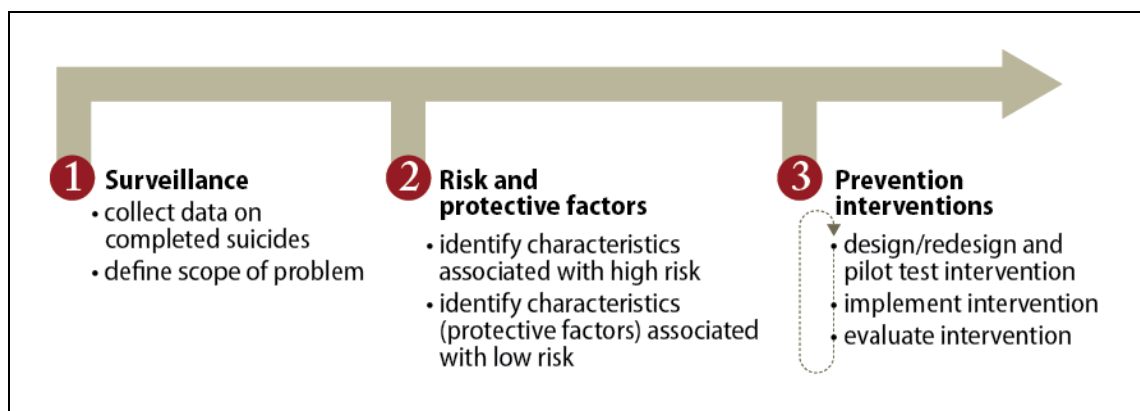 1 Surveillance
• collect data on
completed suicides
• define scope of problem
2 Risk and
protective factors
• identify characteristics
associated with high risk
• identify characteristics
(protective factors) associated
with low risk
3 Prevention
interventions
• design/redesign and
pilot test intervention
• implement intervention
• evaluate intervention